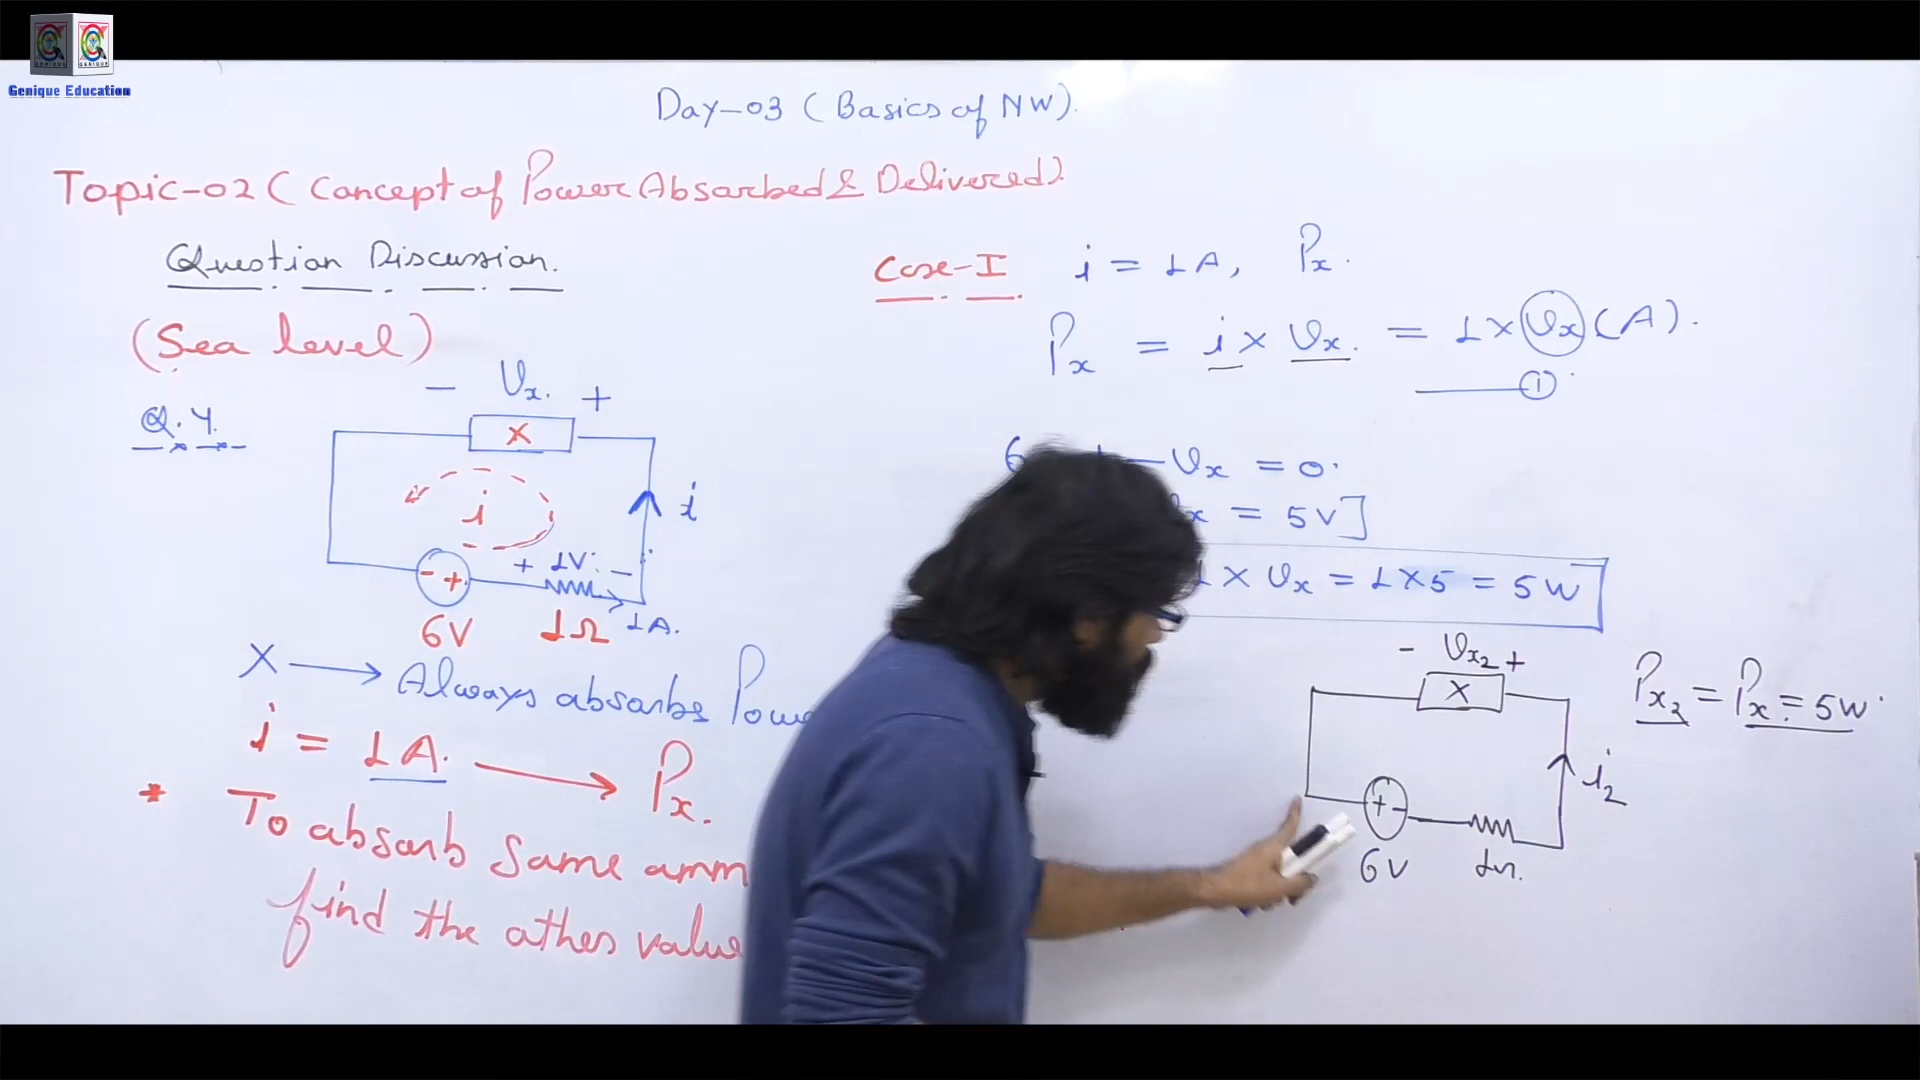 Genique Education
Day-03 (Basics of NW).
Topic-02 (Concept of Power Absorbed & Delivered).
Question Discussion.
(Sea level)
Q.4.
- Vx. +
X
i
i
- +
+ 1V. -
6V 1Ω 1A.
X → Always absorbs
i = 1A. → Px.
* To absorb same amm
find the other value
Case-I i = 1A, Px.
Px = i × Vx. = 1 × Vx (A).
①
- Vx = 0.
= 5V]
1 × Vx = 1 × 5 = 5W
- Vx2 +
X
Px2 = Px = 5W.
i2
+ -
6V 1Ω.